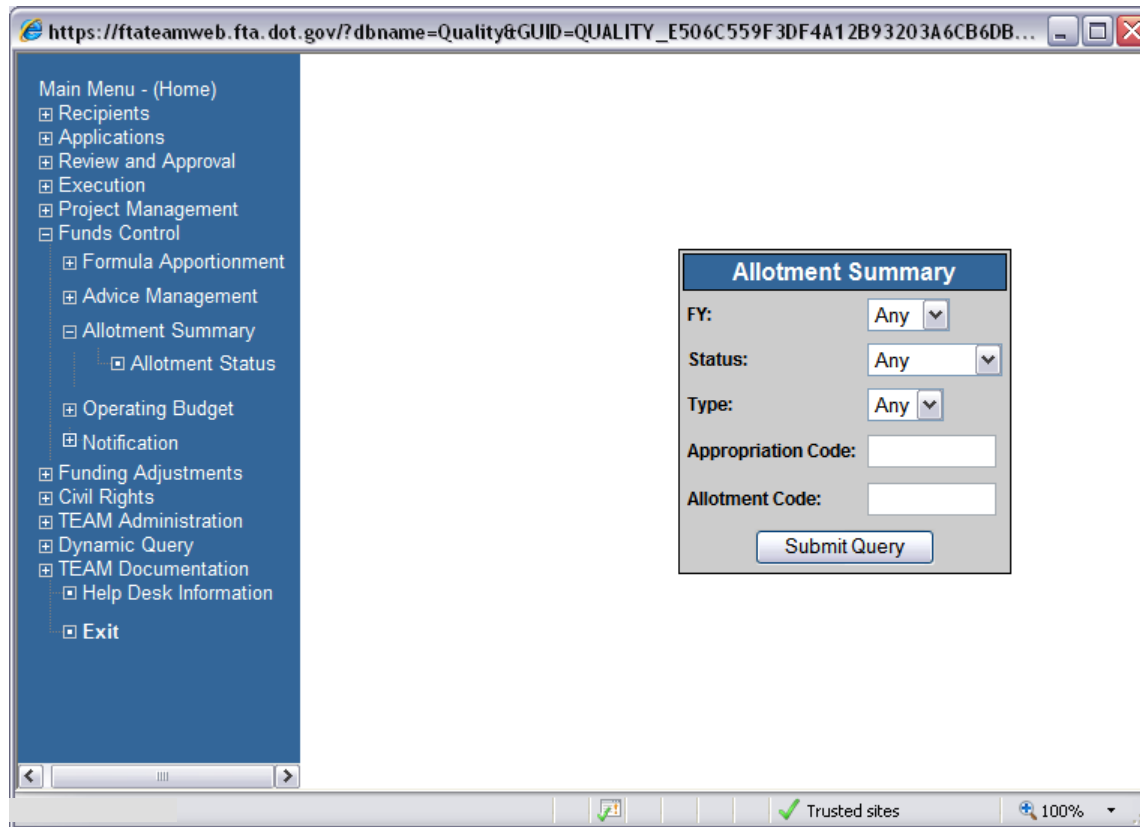 https://ftateamweb.fta.dot.gov/?dbname=Quality&GUID=QUALITY_E506C559F3DF4A12B93203A6CB6DB...
Main Menu - (Home)
Recipients
Applications
Review and Approval
Execution
Project Management
Funds Control
Formula Apportionment
Advice Management
Allotment Summary
Allotment Status
Operating Budget
Notification
Funding Adjustments
Civil Rights
TEAM Administration
Dynamic Query
TEAM Documentation
Help Desk Information
Exit
Allotment Summary
FY: Any
Status: Any
Type: Any
Appropriation Code:
Allotment Code:
Submit Query
Trusted sites 100%